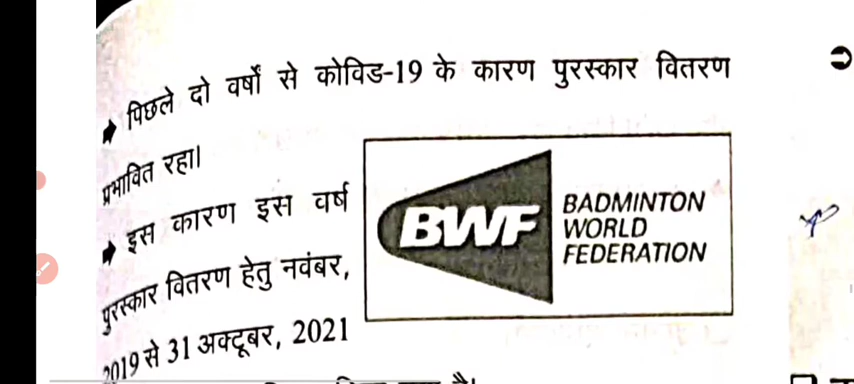 ➧ पिछले दो वर्षों से कोविड-19 के कारण पुरस्कार वितरण
प्रभावित रहा।
➧ इस कारण इस वर्ष
पुरस्कार वितरण हेतु नवंबर,
2019 से 31 अक्टूबर, 2021
BWF
BADMINTON
WORLD
FEDERATION
है।